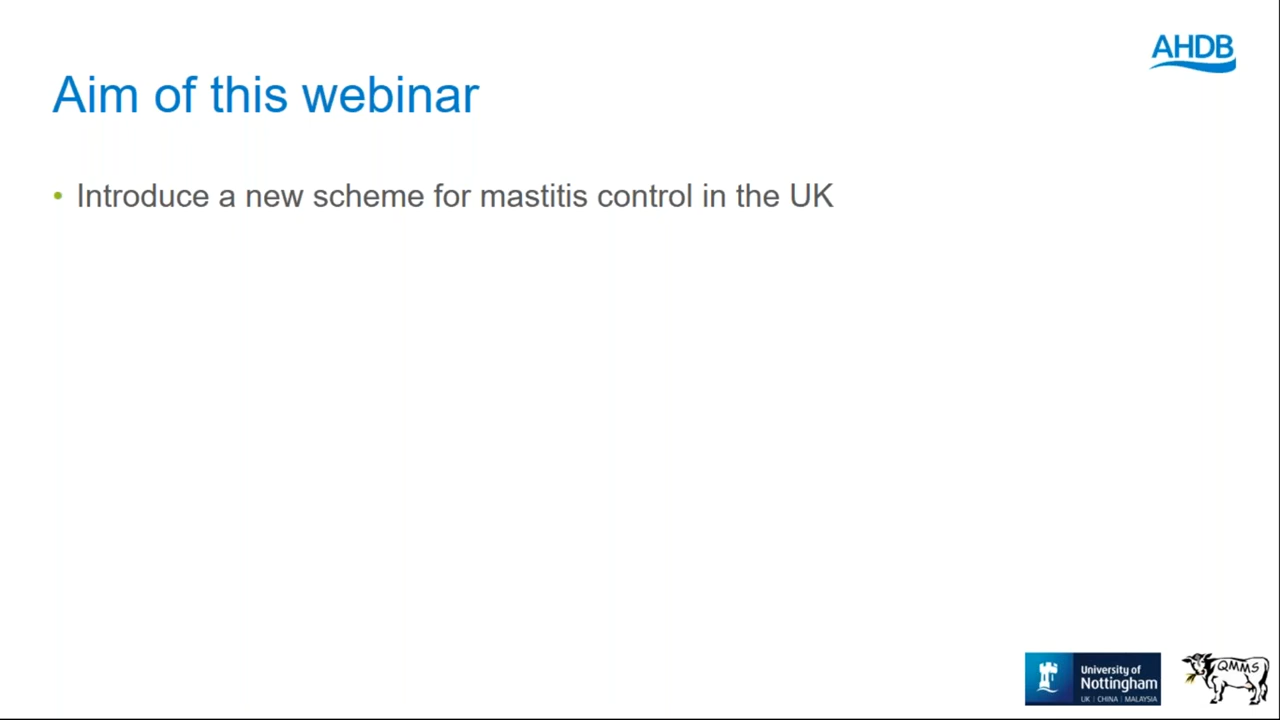 AHDB
Aim of this webinar
• Introduce a new scheme for mastitis control in the UK
University of
Nottingham
UK | CHINA | MALAYSIA
QMMS